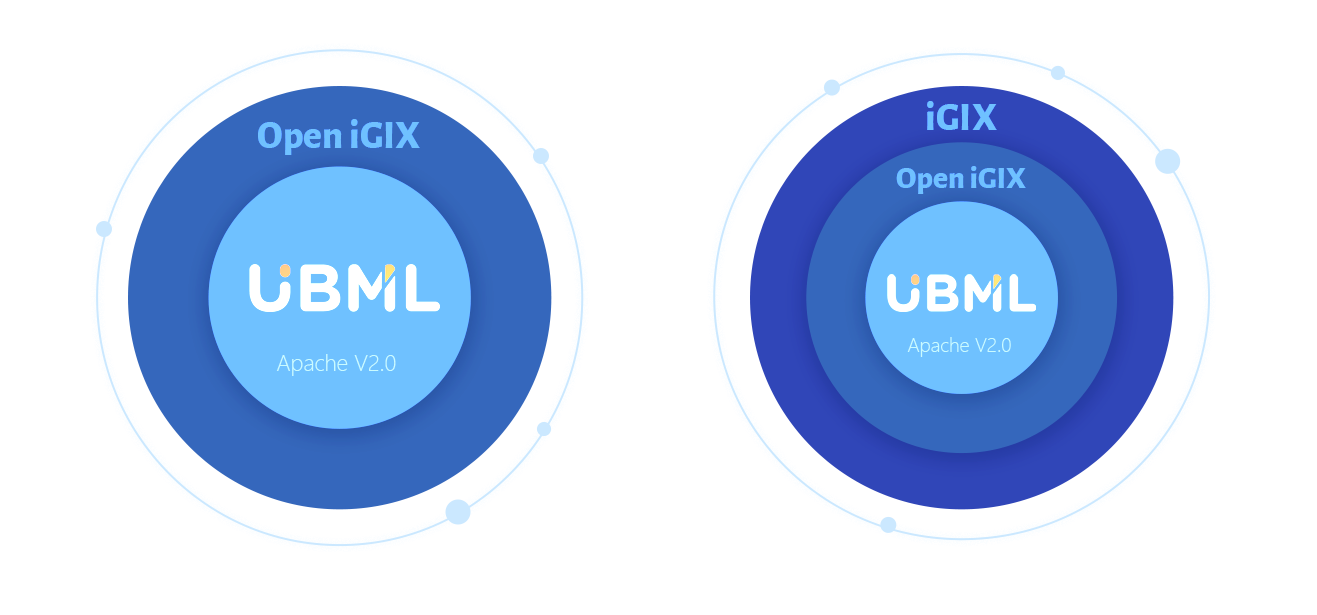 Open iGIX
UBML
Apache V2.0
iGIX
Open iGIX
UBML
Apache V2.0